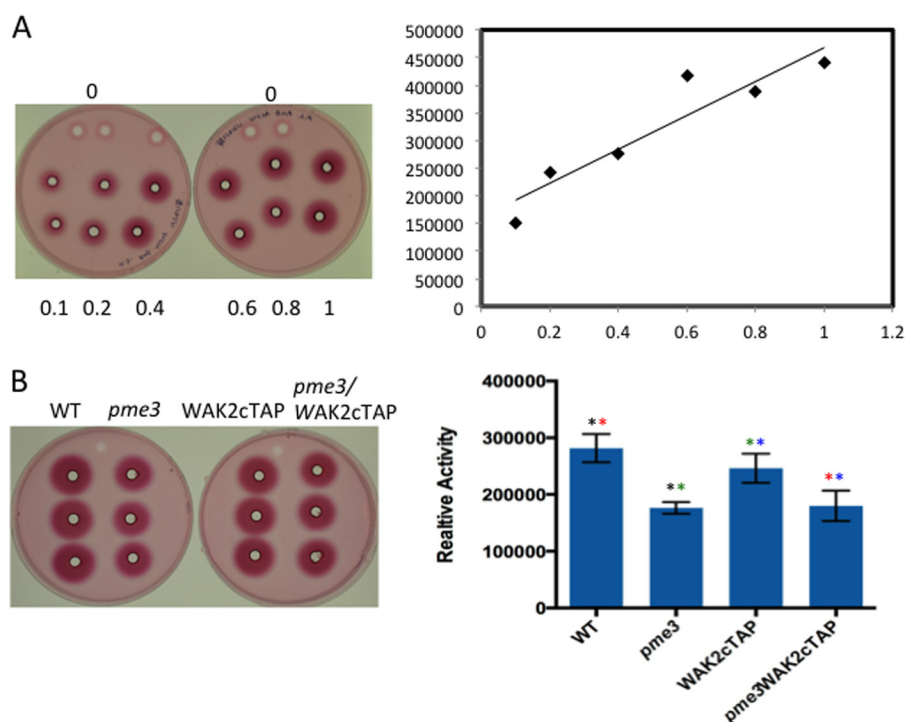 A
0
0
0.1 0.2 0.4 0.6 0.8 1
500000
450000
400000
350000
300000
250000
200000
150000
100000
50000
0
0 0.2 0.4 0.6 0.8 1 1.2
B
WT pme3 WAK2cTAP pme3/
WAK2cTAP
400000
300000
200000
100000
0
Realtive Activity
** ** ** **
WT
pme3
WAK2cTAP
pme3WAK2cTAP